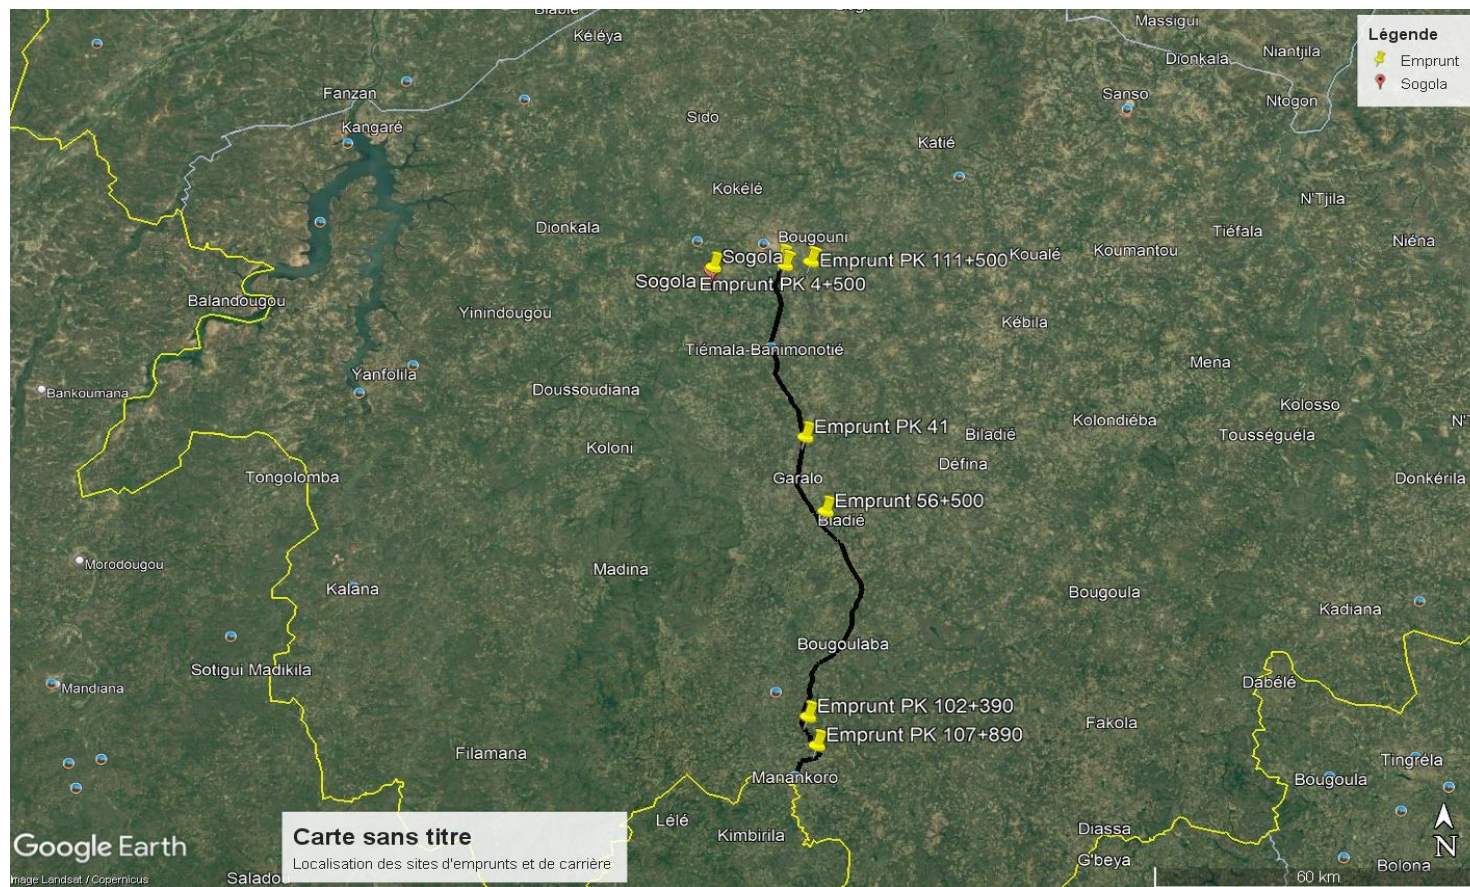 Massigui
Kéléya
Légende
Niantjila
Dionkala
Emprunt
Sogola
Fanzan
Sanso
Ntogon
Sido
Kangaré
Katié
Kokélé
N'Tjila
Dionkala
Tiéfala
Bougouni
Niéna
Koumantou
Koualé
Sogola
Emprunt PK 111+500
Sogola
Emprunt PK 4+500
Balandougou
Yinindougou
Kébila
Tiémala-Banimonotié
Mena
Yanfolila
Doussoudiana
Bankoumana
Kolosso
Kolondiéba
Emprunt PK 41
Biladié
Tousséguéla
Koloni
Défina
Tongolomba
Garalo
Donkérila
Emprunt 56+500
Bladié
Morodougou
Madina
Kalana
Bougoula
Kadiana
Bougoulaba
Sotigui Madikila
Dabélé
Mandiana
Emprunt PK 102+390
Fakola
Emprunt PK 107+890
Filamana
Tingréla
Manankoro
Bougoula
Lélé
Kimbirila
Diassa
Carte sans titre
Localisation des sites d'emprunts et de carrière
Google Earth
N
G'beya
Bolona
60 km
Image Landsat / Copernicus
Saladou